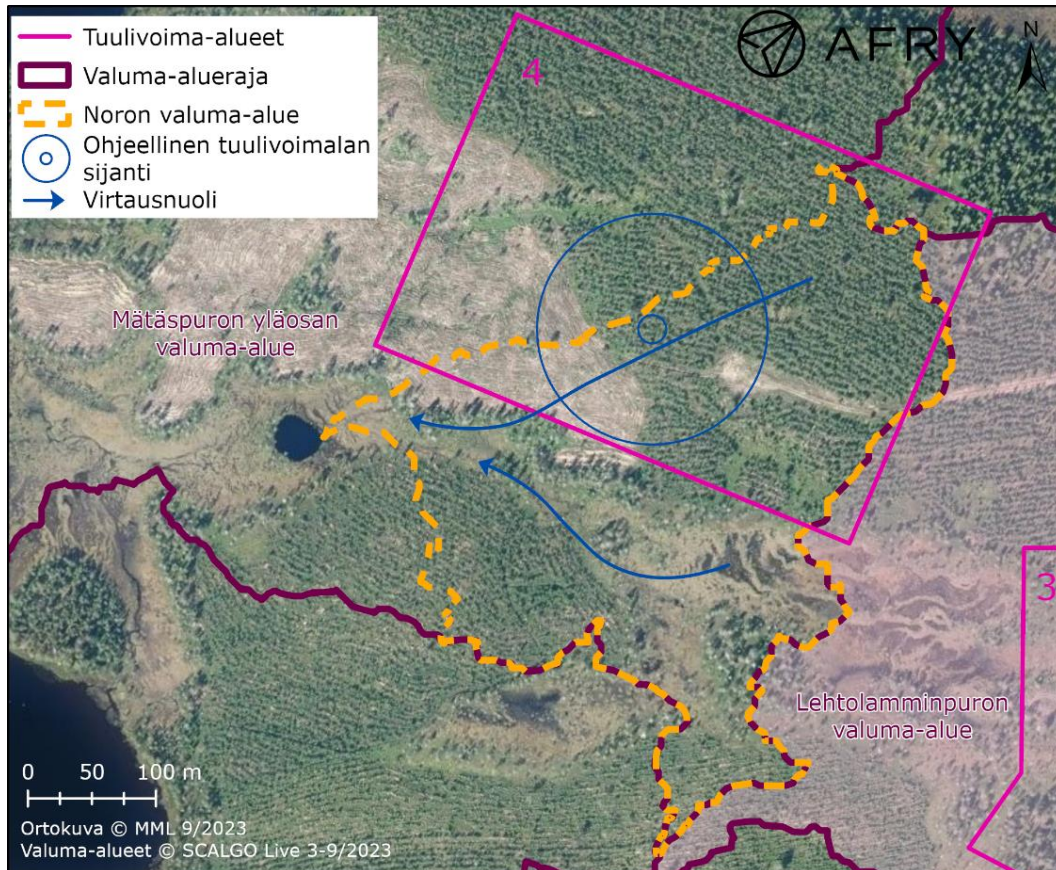 Tuulivoima-alueet
Valuma-alueraja
Noron valuma-alue
Ohjeellinen tuulivoimalan
sijanti
Virtausnuoli
AFRY
N
4
Mätäspuron yläosan
valuma-alue
3
Lehtolamminpuron
valuma-alue
0 50 100 m
Ortokuva © MML 9/2023
Valuma-alueet © SCALGO Live 3-9/2023